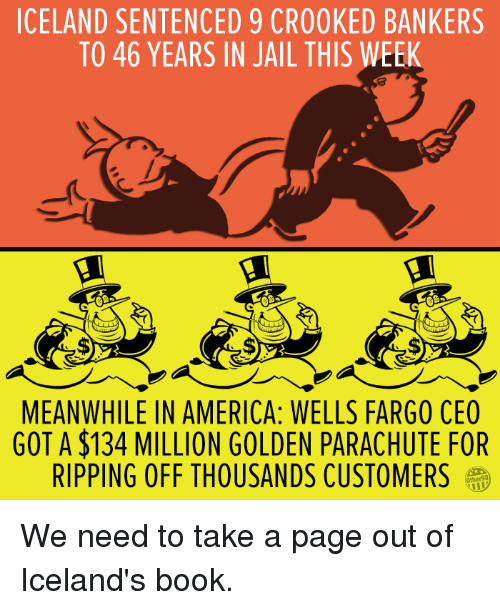 ICELAND SENTENCED 9 CROOKED BANKERS
TO 46 YEARS IN JAIL THIS WEEK
$ $ $
MEANWHILE IN AMERICA: WELLS FARGO CEO
GOT A $134 MILLION GOLDEN PARACHUTE FOR
RIPPING OFF THOUSANDS CUSTOMERS
Other98
We need to take a page out of
Iceland's book.